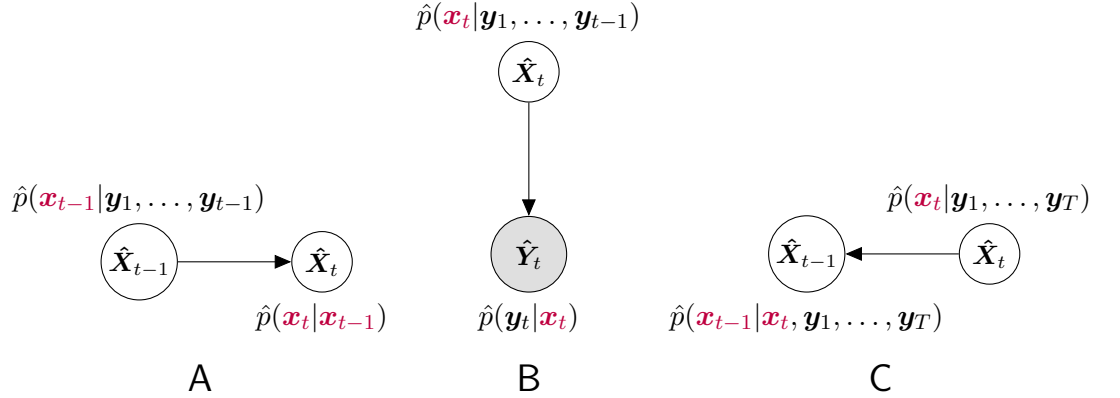 p̂(x_t|y_1, …, y_{t−1})
X̂_t
p̂(x_{t−1}|y_1, …, y_{t−1})
X̂_{t−1}
X̂_t
p̂(x_t|x_{t−1})
Ŷ_t
p̂(y_t|x_t)
p̂(x_t|y_1, …, y_T)
X̂_{t−1}
X̂_t
p̂(x_{t−1}|x_t, y_1, …, y_T)
A
B
C